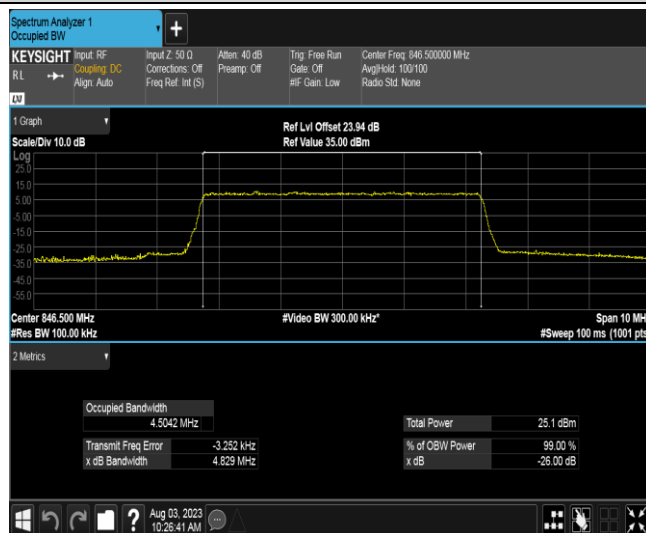 Spectrum Analyzer 1
Occupied BW
+
KEYSIGHT
RL
LXI
Input: RF
Coupling: DC
Align: Auto
Input Z: 50 Ω
Corrections: Off
Freq Ref: Int (S)
Atten: 40 dB
Preamp: Off
Trig: Free Run
Gate: Off
#IF Gain: Low
Center Freq: 846.500000 MHz
Avg|Hold: 100/100
Radio Std: None
1 Graph
Scale/Div 10.0 dB
Ref Lvl Offset 23.94 dB
Ref Value 35.00 dBm
Log
25.0
15.0
5.00
-5.00
-15.0
-25.0
-35.0
-45.0
-55.0
Center 846.500 MHz
#Res BW 100.00 kHz
#Video BW 300.00 kHz*
Span 10 MH
#Sweep 100 ms (1001 pts
2 Metrics
Occupied Bandwidth
4.5042 MHz
Transmit Freq Error -3.252 kHz
x dB Bandwidth 4.829 MHz
Total Power 25.1 dBm
% of OBW Power 99.00 %
x dB -26.00 dB
?
Aug 03, 2023
10:26:41 AM